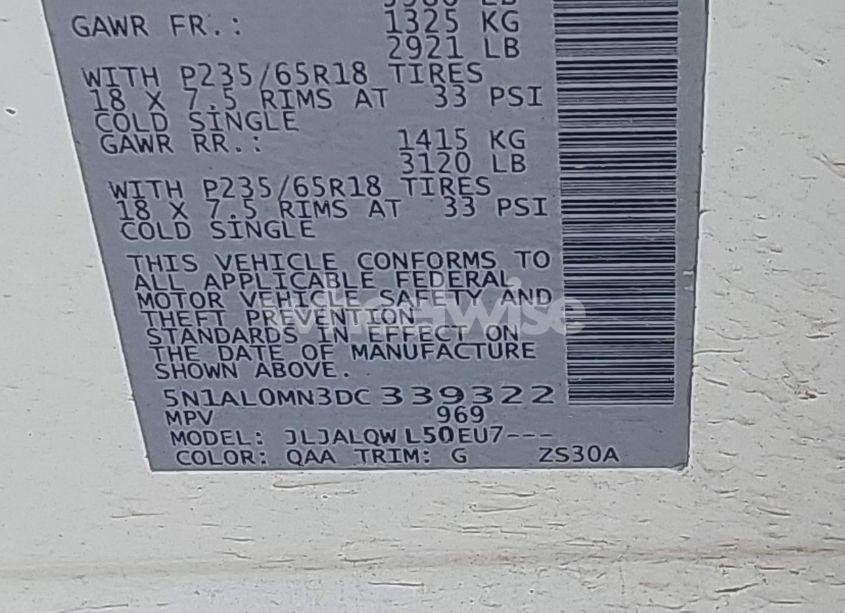 GAWR FR.: 1325 KG
2921 LB
WITH P235/65R18 TIRES
18 X 7.5 RIMS AT 33 PSI
COLD SINGLE
GAWR RR.: 1415 KG
3120 LB
WITH P235/65R18 TIRES
18 X 7.5 RIMS AT 33 PSI
COLD SINGLE
THIS VEHICLE CONFORMS TO
ALL APPLICABLE FEDERAL
MOTOR VEHICLE SAFETY AND
THEFT PREVENTION
STANDARDS IN EFFECT ON
THE DATE OF MANUFACTURE
SHOWN ABOVE.
5N1AL0MN3DC339322
MPV 969
MODEL: JLJALQWL50EU7---
COLOR: QAA TRIM: G ZS30A